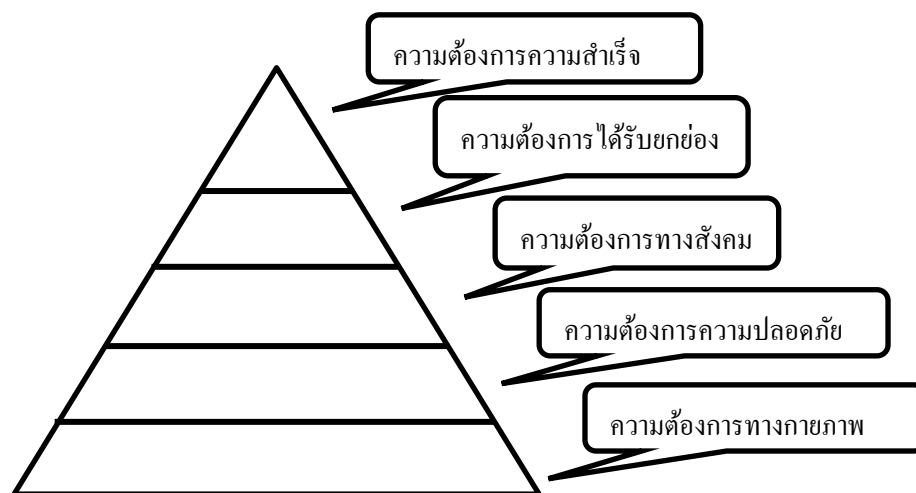 ความต้องการความสำเร็จ
ความต้องการได้รับยกย่อง
ความต้องการทางสังคม
ความต้องการความปลอดภัย
ความต้องการทางกายภาพ